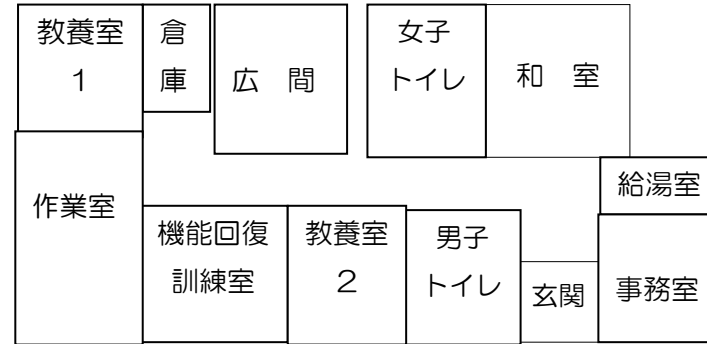 教養室
１
倉
庫
広　間
女子
トイレ
和　室
作業室
機能回復
訓練室
教養室
２
男子
トイレ
玄関
給湯室
事務室